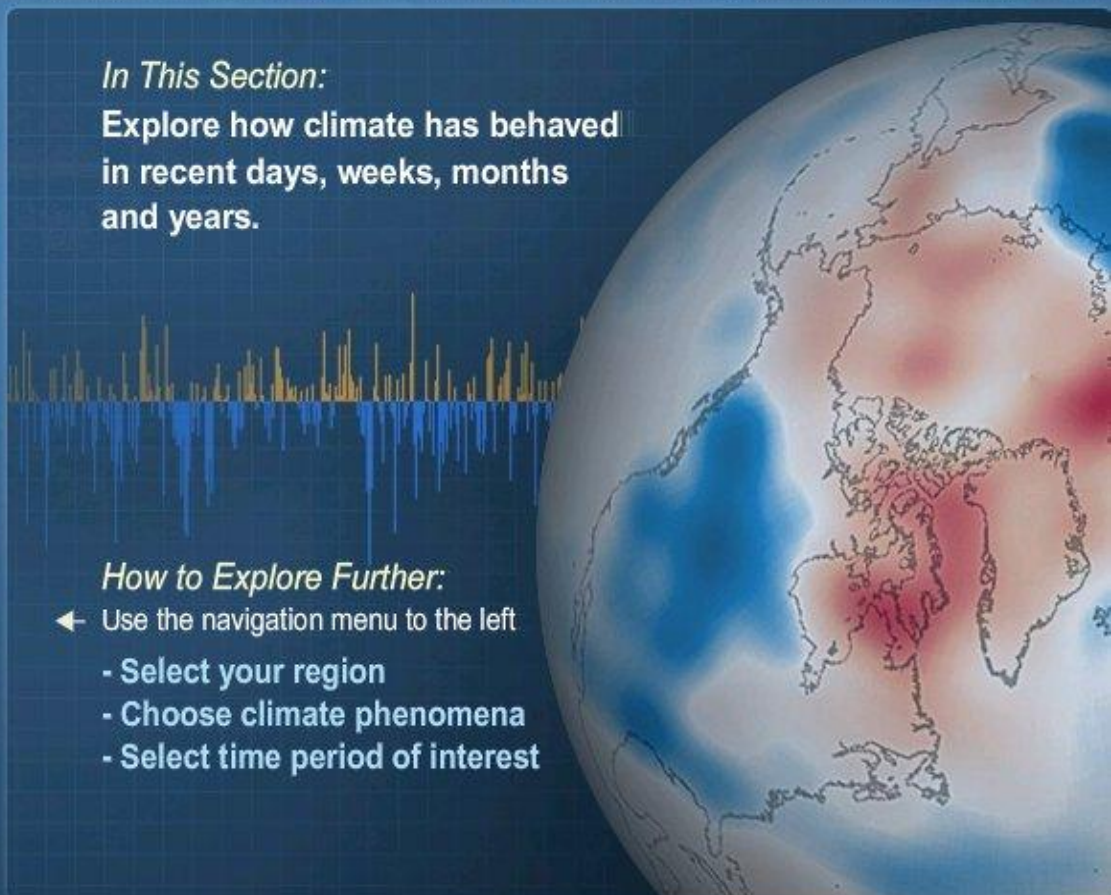 In This Section:
Explore how climate has behaved
in recent days, weeks, months
and years.
How to Explore Further:
← Use the navigation menu to the left
- Select your region
- Choose climate phenomena
- Select time period of interest